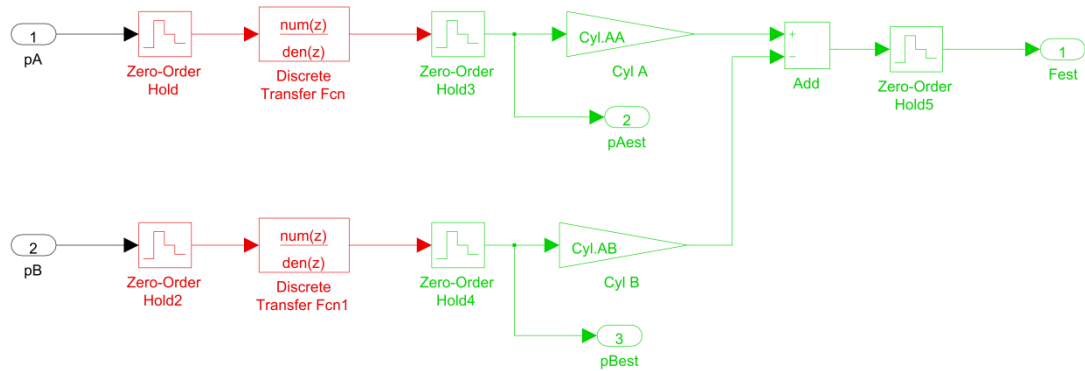 1
pA
Zero-Order
Hold
num(z)
den(z)
Discrete
Transfer Fcn
Zero-Order
Hold3
Cyl.AA
Cyl A
2
pAest
+
−
Add
Zero-Order
Hold5
1
Fest
2
pB
Zero-Order
Hold2
num(z)
den(z)
Discrete
Transfer Fcn1
Zero-Order
Hold4
Cyl.AB
Cyl B
3
pBest